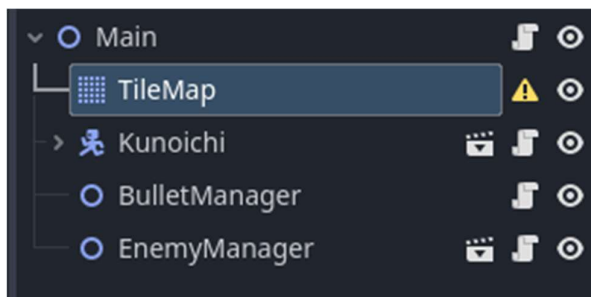 Main
TileMap
Kunoichi
BulletManager
EnemyManager